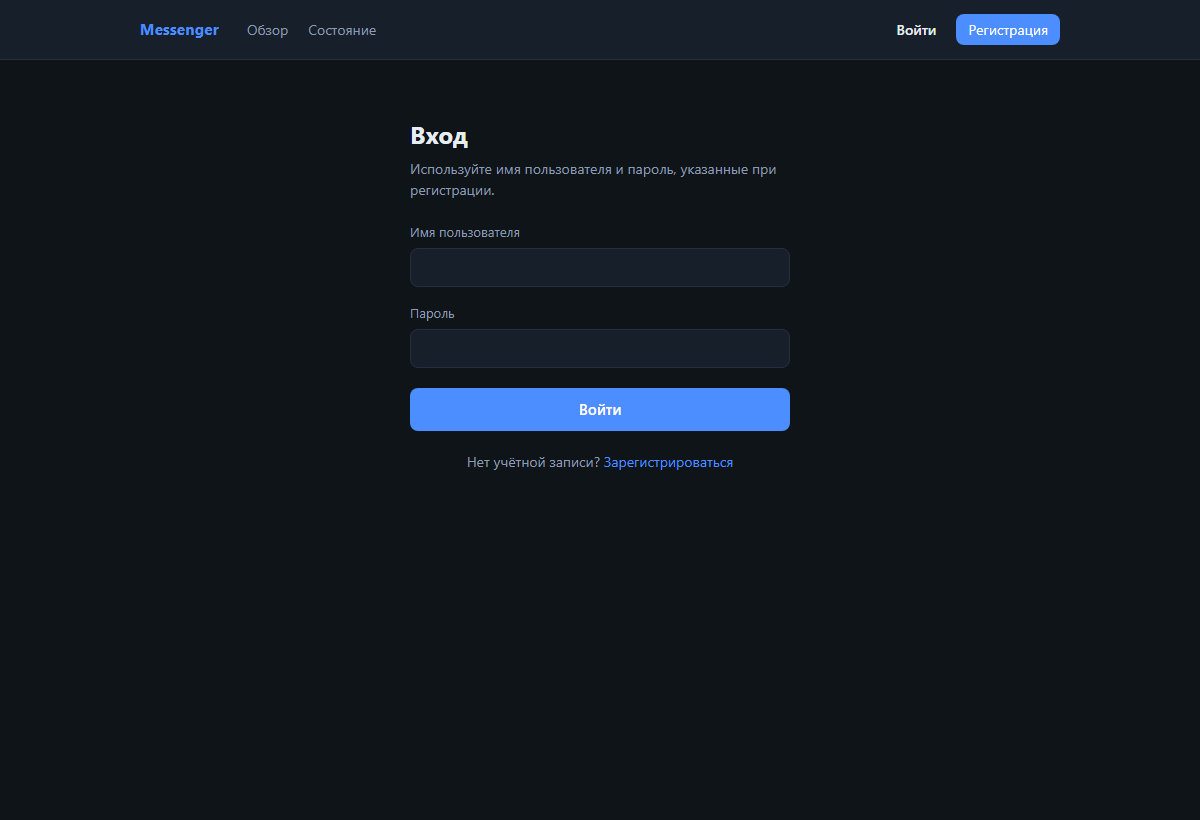 Messenger Обзор Состояние Войти Регистрация
Вход
Используйте имя пользователя и пароль, указанные при
регистрации.
Имя пользователя
Пароль
Войти
Нет учётной записи? Зарегистрироваться